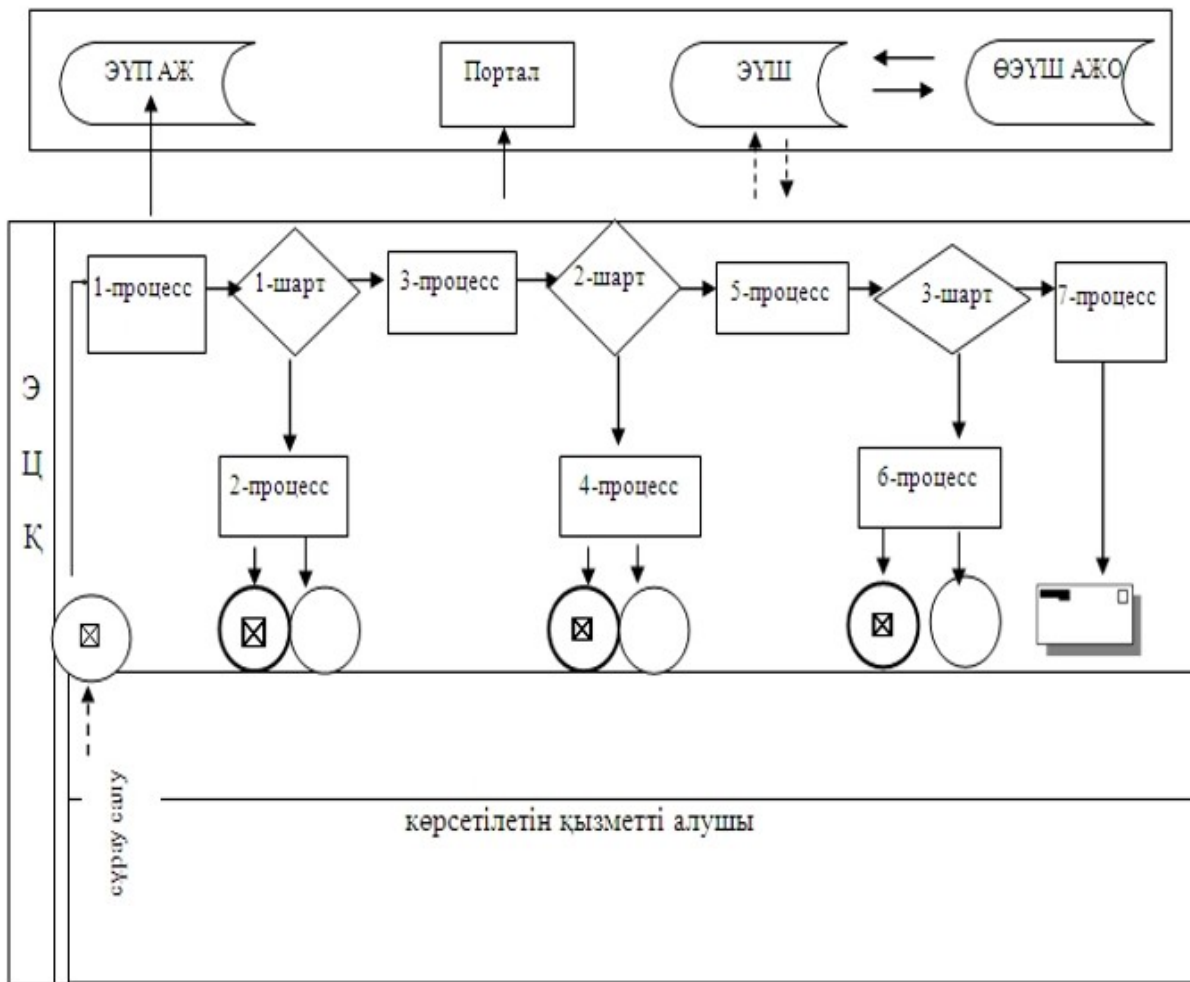 ЭҮП АЖ
Портал
ЭҮШ
ӨЭҮШ АЖО
1-процесс
1-шарт
3-процесс
2-шарт
5-процесс
3-шарт
7-процесс
2-процесс
4-процесс
6-процесс
Э
Ц
Қ
сұрау салу
көрсетілетін қызметті алушы